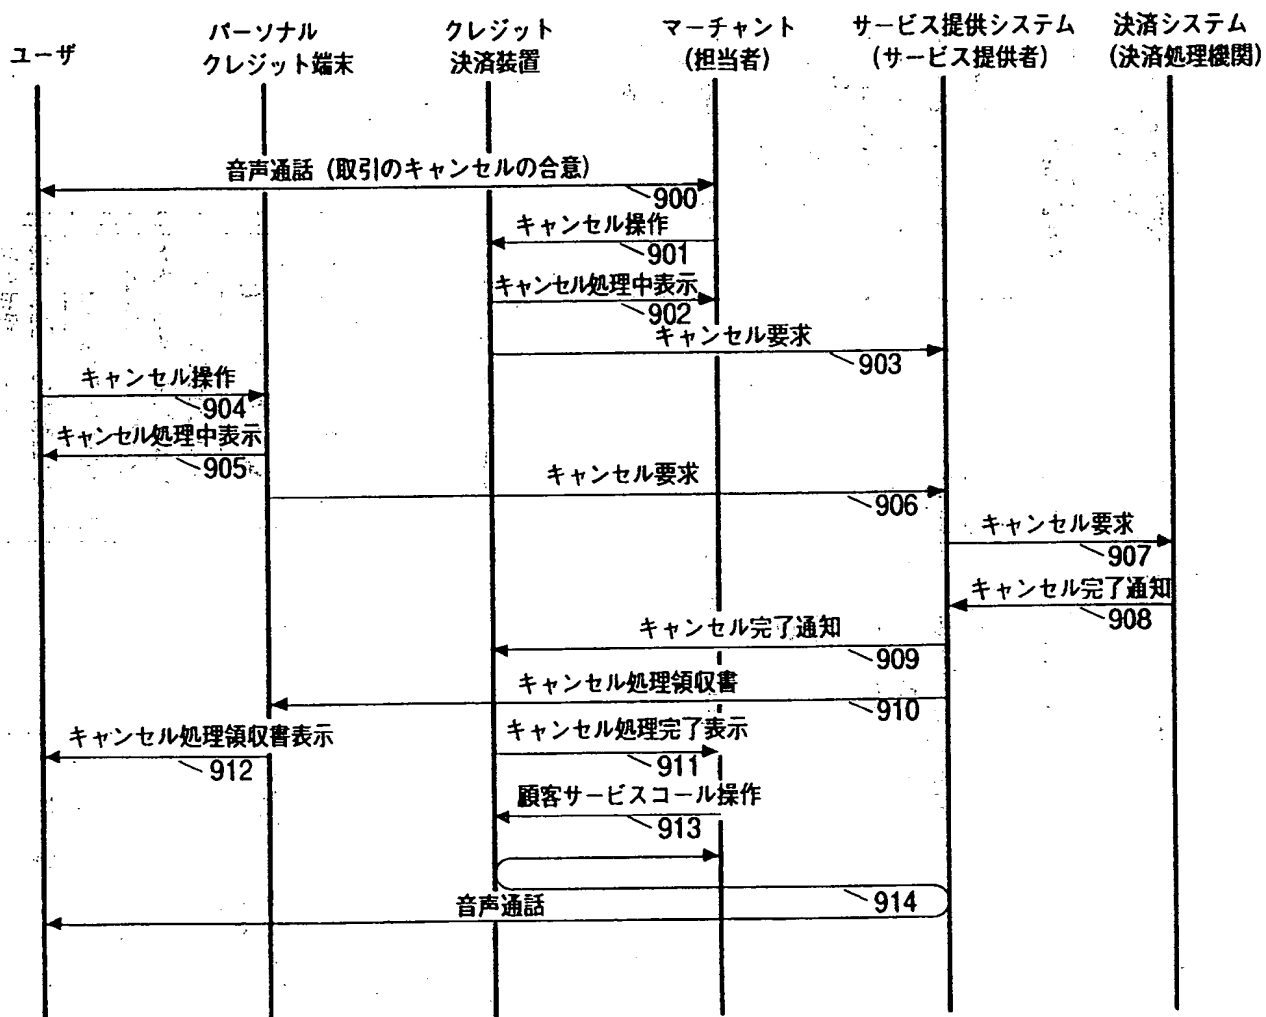 ユーザ
パーソナル
クレジット端末
クレジット
決済装置
マーチャント
(担当者)
サービス提供システム
(サービス提供者)
決済システム
(決済処理機関)
音声通話 (取引のキャンセルの合意)
900
キャンセル操作
901
キャンセル処理中表示
902
キャンセル要求
903
キャンセル操作
904
キャンセル処理中表示
905
キャンセル要求
906
キャンセル要求
907
キャンセル完了通知
908
キャンセル完了通知
909
キャンセル処理領収書
910
キャンセル処理完了表示
911
キャンセル処理領収書表示
912
顧客サービスコール操作
913
914
音声通話